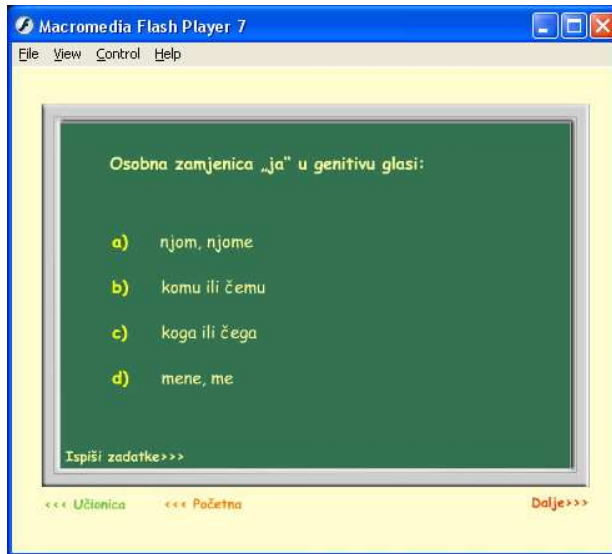 Macromedia Flash Player 7
File View Control Help
Osobna zamjenica „ja“ u genitivu glasi:
a) njom, njome
b) komu ili čemu
c) koga ili čega
d) mene, me
Ispiši zadatke>>>
<<< Učionica <<< Početna Dalje>>>